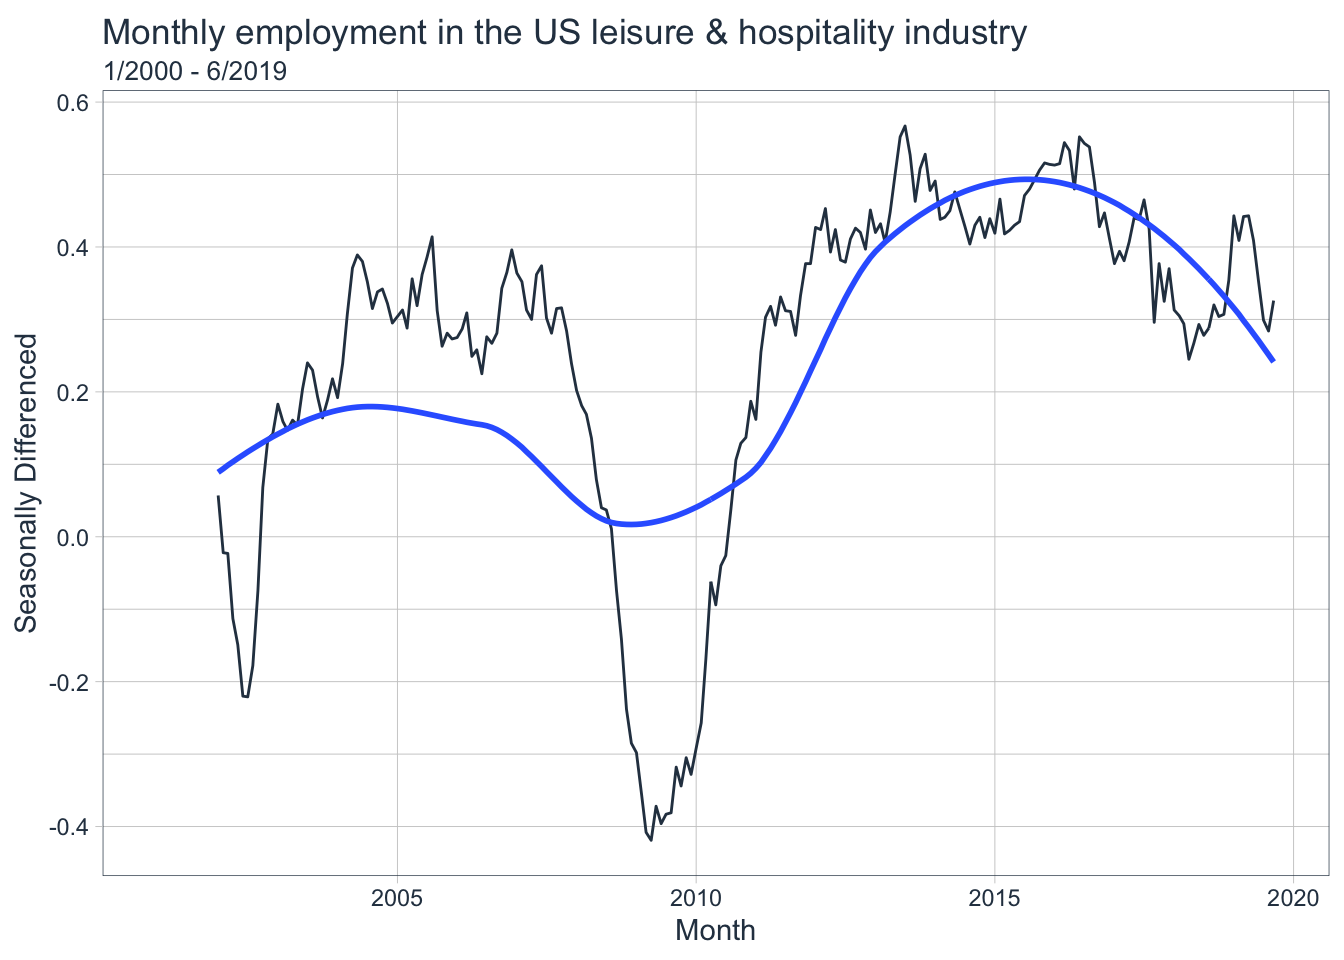 Monthly employment in the US leisure & hospitality industry
1/2000 - 6/2019
0.6
0.4
0.2
0.0
-0.2
-0.4
Seasonally Differenced
2005
2010
2015
2020
Month